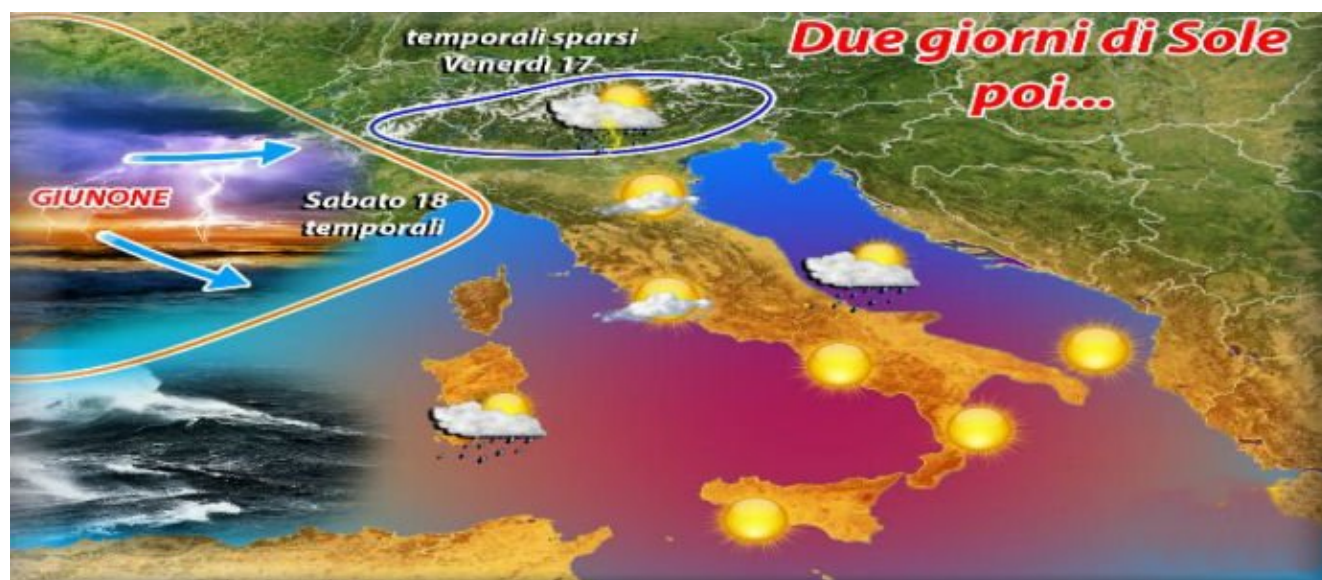 temporali sparsi
Venerdì 17
Due giorni di Sole
poi...
GIUNONE
Sabato 18
temporali